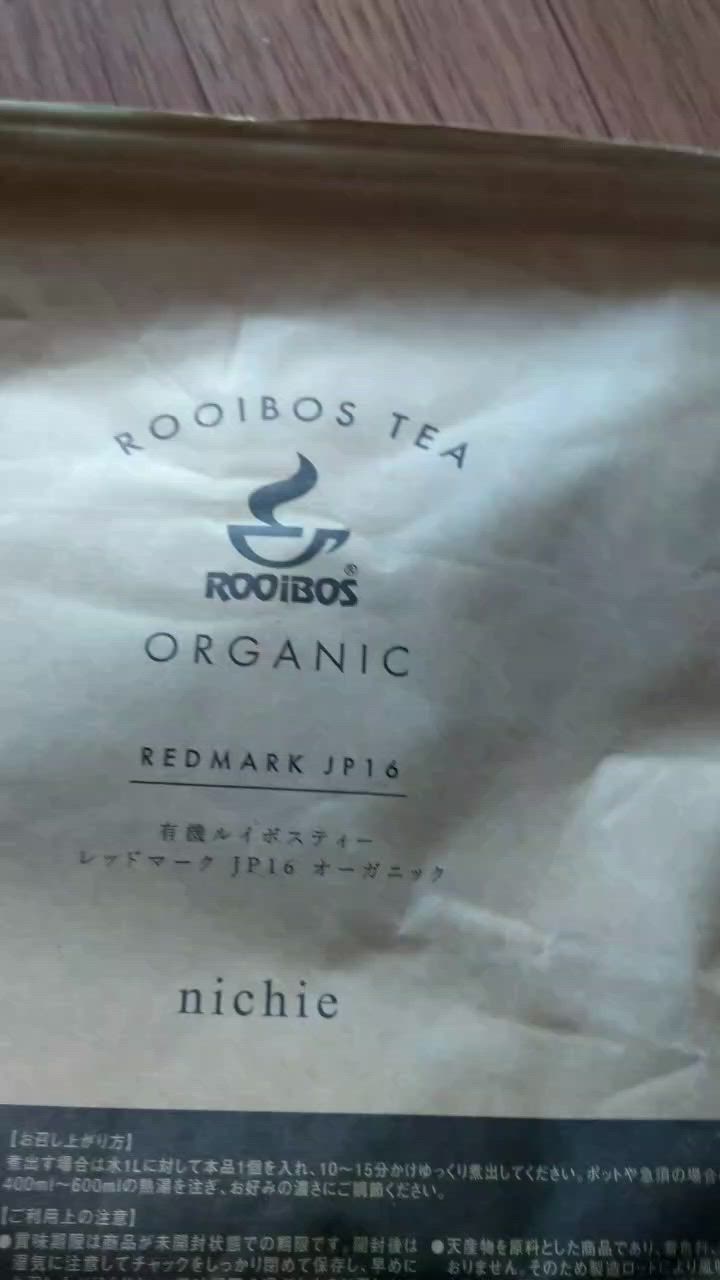 ROOIBOS TEA
ROOIBOS®
ORGANIC
REDMARK JP16
有機ルイボスティー
レッドマーク JP16 オーガニック
nichie
【お召し上がり方】
煮出す場合は水1Lに対して本品1個を入れ、10〜15分かけゆっくり煮出してください。ポットや急須の場合
400ml〜600mlの熱湯を注ぎ、お好みの濃さにご調節ください。
【ご利用上の注意】
●賞味期限は商品が未開封状態での期限です。開封後は
湿気に注意してチャックをしっかり閉めて保存し、早めに
●天産物を原料とした商品であり、着色料、
おりません。そのため製造ロットにより風味